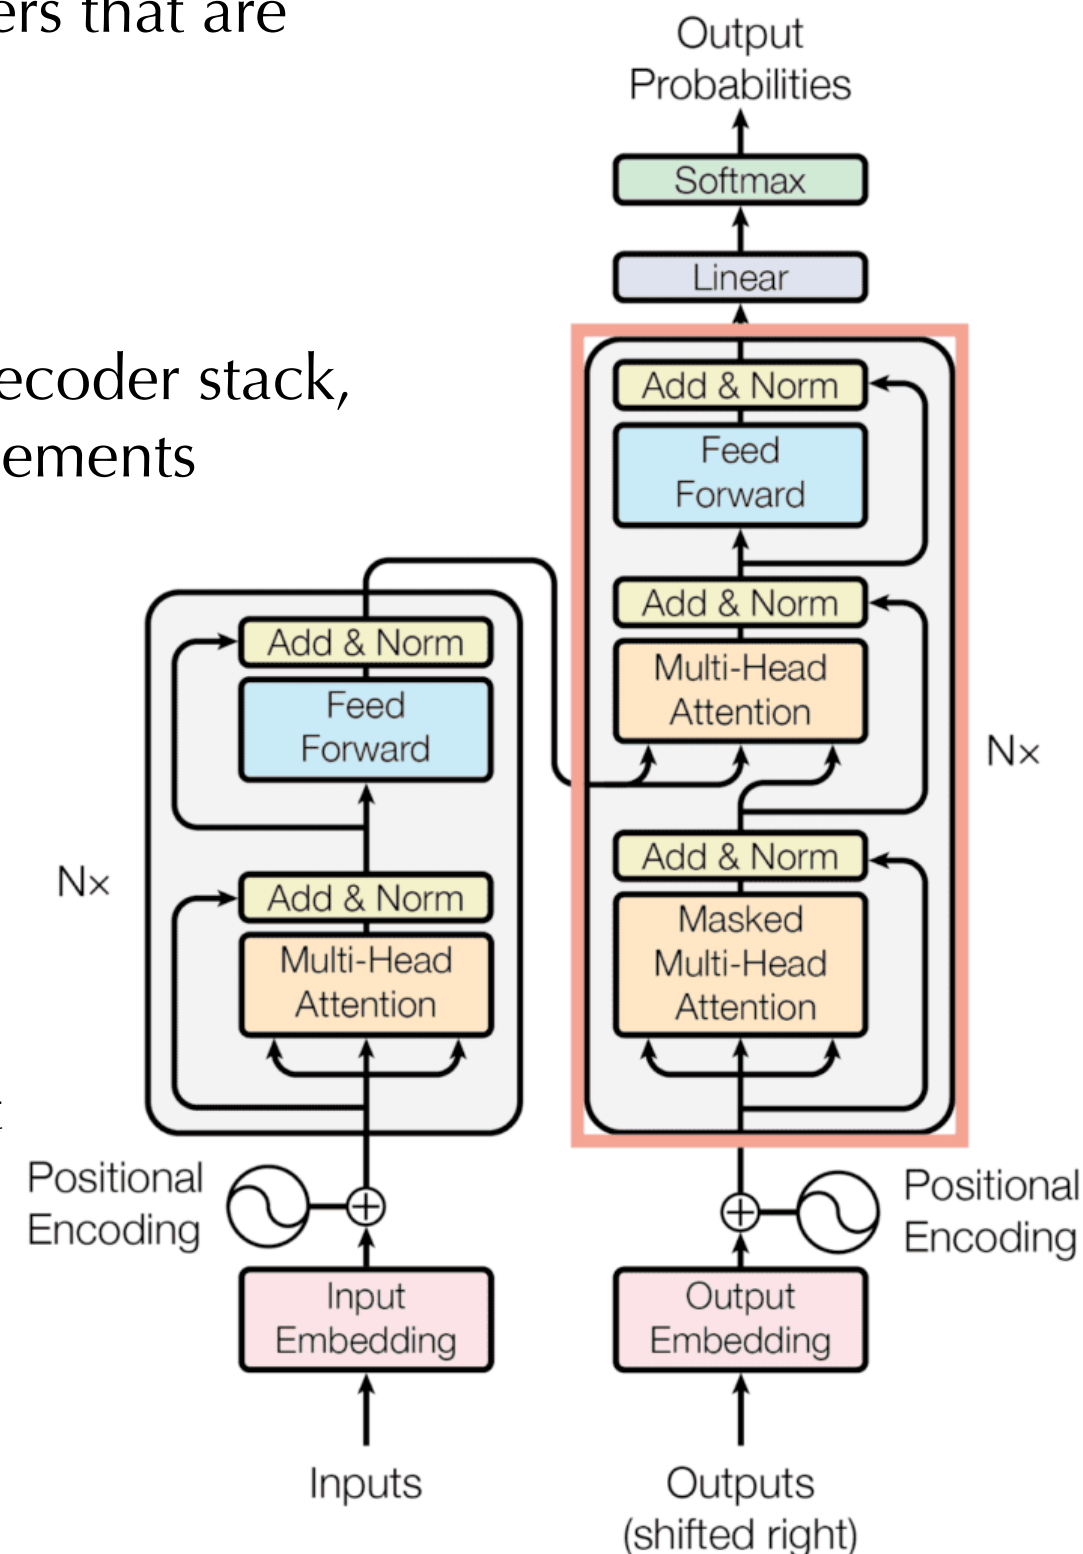 ers that are
ecoder stack,
ements
t
Output
Probabilities
Softmax
Linear
Add & Norm
Feed
Forward
Add & Norm
Multi-Head
Attention
Nx
Add & Norm
Masked
Multi-Head
Attention
Add & Norm
Feed
Forward
Nx
Add & Norm
Multi-Head
Attention
Positional
Encoding
Positional
Encoding
Input
Embedding
Output
Embedding
Inputs
Outputs
(shifted right)